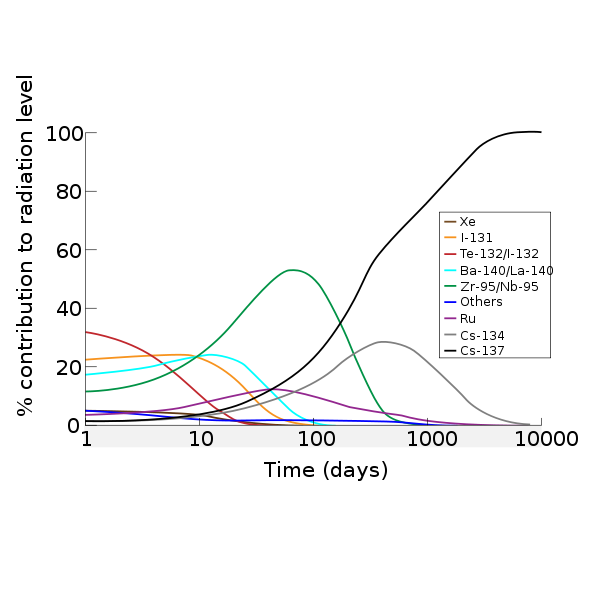 % contribution to radiation level
100
80
60
40
20
0
1
10
100
1000
10000
Time (days)
Xe
I-131
Te-132/I-132
Ba-140/La-140
Zr-95/Nb-95
Others
Ru
Cs-134
Cs-137